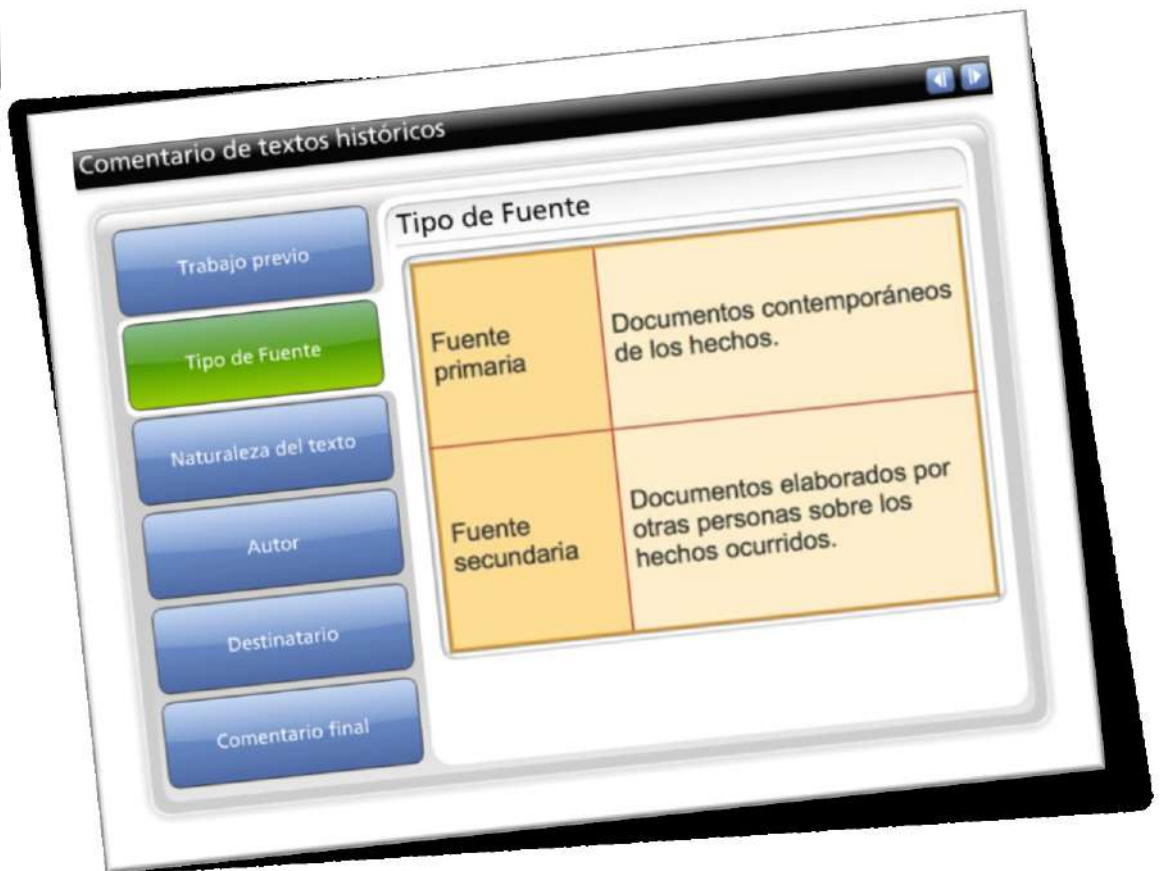 Comentario de textos históricos
Trabajo previo
Tipo de Fuente
Naturaleza del texto
Autor
Destinatario
Comentario final
Tipo de Fuente
Fuente
primaria
Documentos contemporáneos
de los hechos.
Fuente
secundaria
Documentos elaborados por
otras personas sobre los
hechos ocurridos.